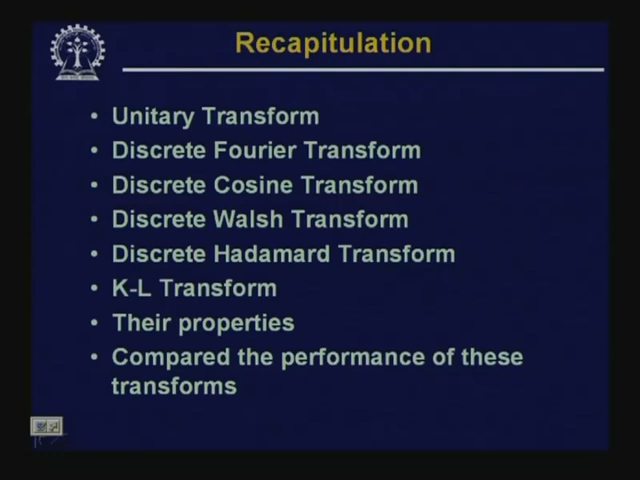 Recapitulation
• Unitary Transform
• Discrete Fourier Transform
• Discrete Cosine Transform
• Discrete Walsh Transform
• Discrete Hadamard Transform
• K-L Transform
• Their properties
• Compared the performance of these
transforms